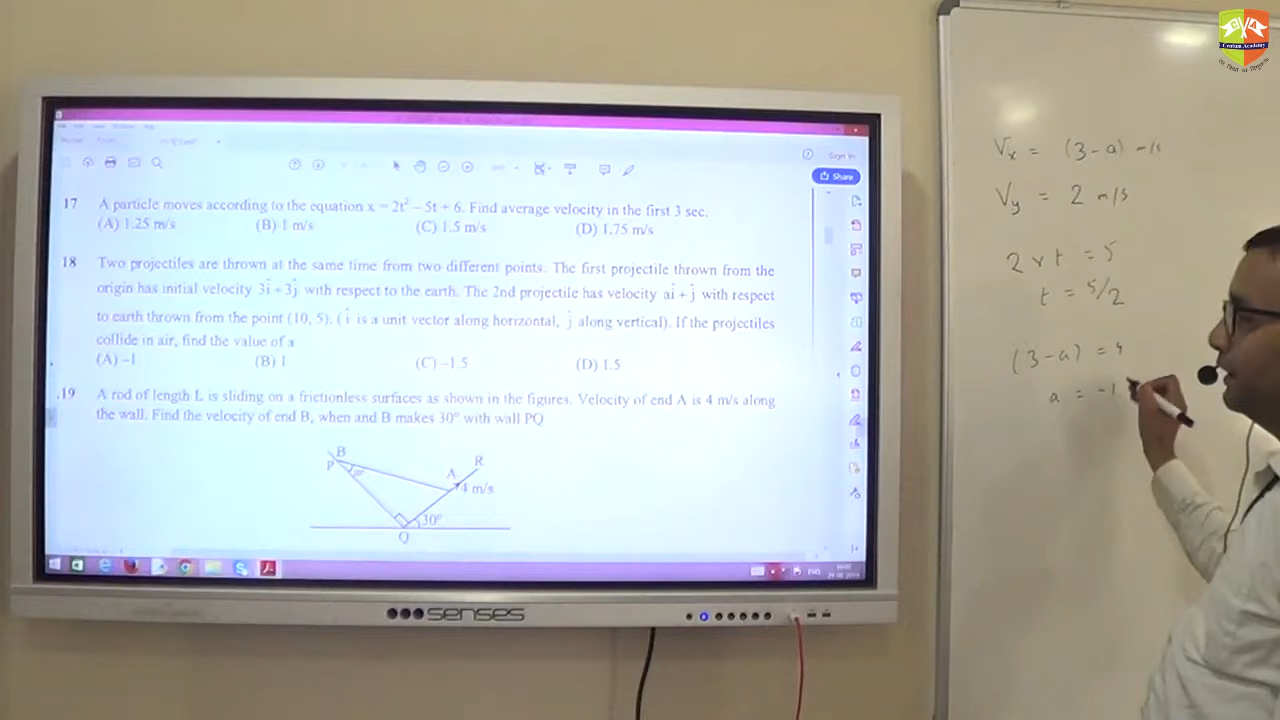 Centum Academy
Sign In
Share
17 A particle moves according to the equation x = 2t² – 5t + 6. Find average velocity in the first 3 sec.
(A) 1.25 m/s (B) 1 m/s (C) 1.5 m/s (D) 1.75 m/s
18 Two projectiles are thrown at the same time from two different points. The first projectile thrown from the
origin has initial velocity 3î + 3ĵ with respect to the earth. The 2nd projectile has velocity aî + ĵ with respect
to earth thrown from the point (10, 5). (î is a unit vector along horizontal, ĵ along vertical). If the projectiles
collide in air, find the value of a
(A) –1 (B) 1 (C) –1.5 (D) 1.5
.19 A rod of length L is sliding on a frictionless surfaces as shown in the figures. Velocity of end A is 4 m/s along
the wall. Find the velocity of end B, when and B makes 30° with wall PQ
B
P
30°
A
R
4 m/s
30°
Q
senses
Vx = (3-a) m/s
Vy = 2 m/s
2 x t = 5
t = 5/2
(3-a) = 4
a = -1